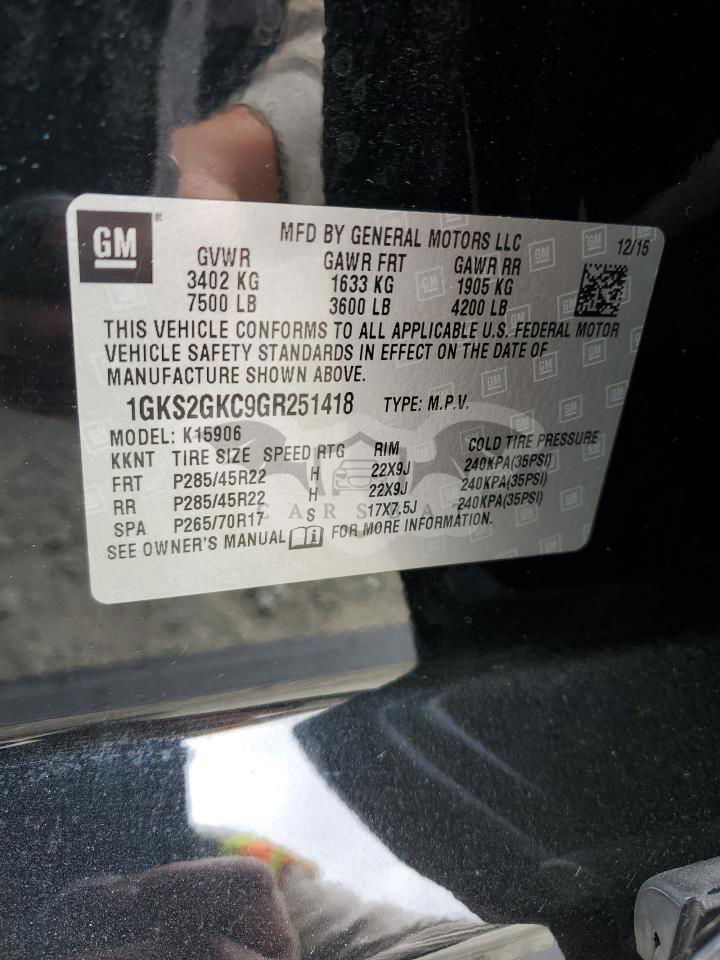 GM ®
MFD BY GENERAL MOTORS LLC 12/15
GVWR GAWR FRT GAWR RR
3402 KG 1633 KG 1905 KG
7500 LB 3600 LB 4200 LB
THIS VEHICLE CONFORMS TO ALL APPLICABLE U.S. FEDERAL MOTOR
VEHICLE SAFETY STANDARDS IN EFFECT ON THE DATE OF
MANUFACTURE SHOWN ABOVE.
1GKS2GKC9GR251418 TYPE: M.P.V.
MODEL: K15906
KKNT TIRE SIZE SPEED RTG RIM COLD TIRE PRESSURE
FRT P285/45R22 H 22X9J 240KPA(35PSI)
RR P285/45R22 H 22X9J 240KPA(35PSI)
SPA P265/70R17 S 17X7.5J 240KPA(35PSI)
SEE OWNER'S MANUAL FOR MORE INFORMATION.